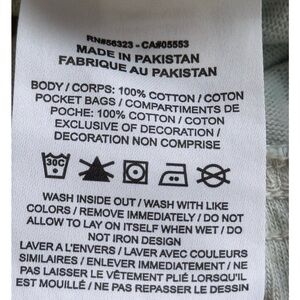 RN#56323 - CA#05553
MADE IN PAKISTAN
FABRIQUE AU PAKISTAN
BODY / CORPS: 100% COTTON / COTON
POCKET BAGS / COMPARTIMENTS DE
POCHE: 100% COTTON / COTON
EXCLUSIVE OF DECORATION /
DECORATION NON COMPRISE
30C
WASH INSIDE OUT / WASH WITH LIKE
COLORS / REMOVE IMMEDIATELY / DO NOT
ALLOW TO LAY ON ITSELF WHEN WET / DO
NOT IRON DESIGN
LAVER A L'ENVERS / LAVER AVEC COULEURS
SIMILAIRES / ENLEVER IMMEDIATEMENT / NE
PAS LAISSER LE VÊTEMENT PLIÉ LORSQU'IL
EST MOUILLÉ / NE PAS REPASSER LE DESSIN